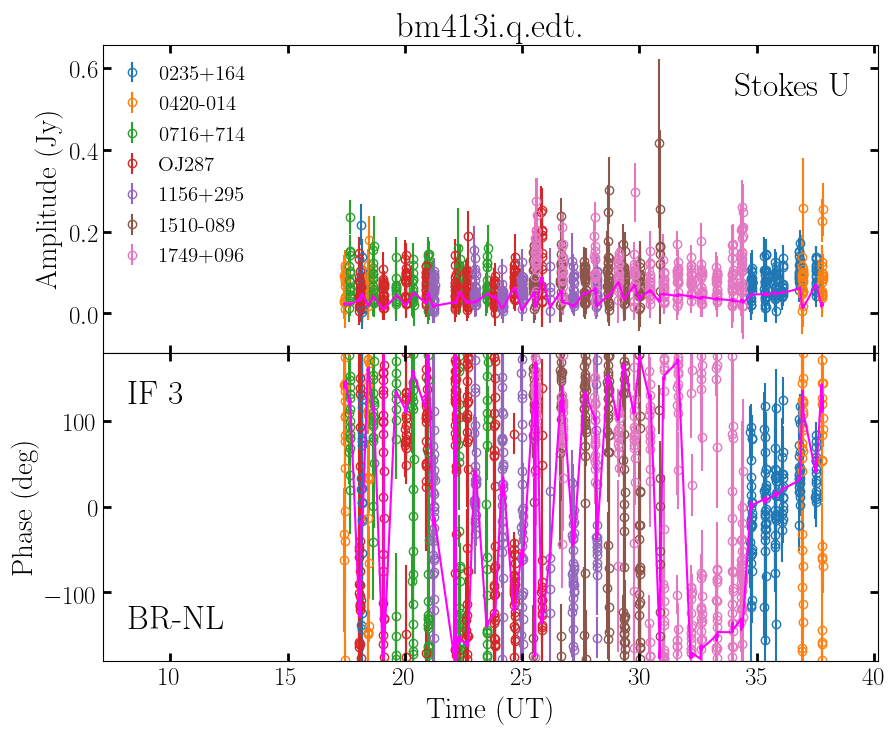 bm413i.q.edt.
Stokes U
0235+164
0420-014
0716+714
OJ287
1156+295
1510-089
1749+096
Amplitude (Jy)
0.6
0.4
0.2
0.0
IF 3
BR-NL
Phase (deg)
100
0
−100
10 15 20 25 30 35 40
Time (UT)